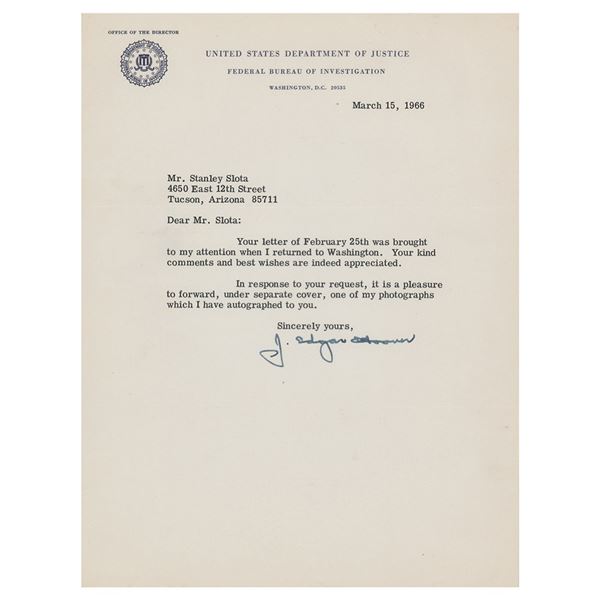 OFFICE OF THE DIRECTOR
UNITED STATES DEPARTMENT OF JUSTICE
FEDERAL BUREAU OF INVESTIGATION
WASHINGTON, D.C. 20535
March 15, 1966
Mr. Stanley Slota
4650 East 12th Street
Tucson, Arizona 85711
Dear Mr. Slota:
Your letter of February 25th was brought
to my attention when I returned to Washington. Your kind
comments and best wishes are indeed appreciated.
In response to your request, it is a pleasure
to forward, under separate cover, one of my photographs
which I have autographed to you.
Sincerely yours,
J. Edgar Hoover